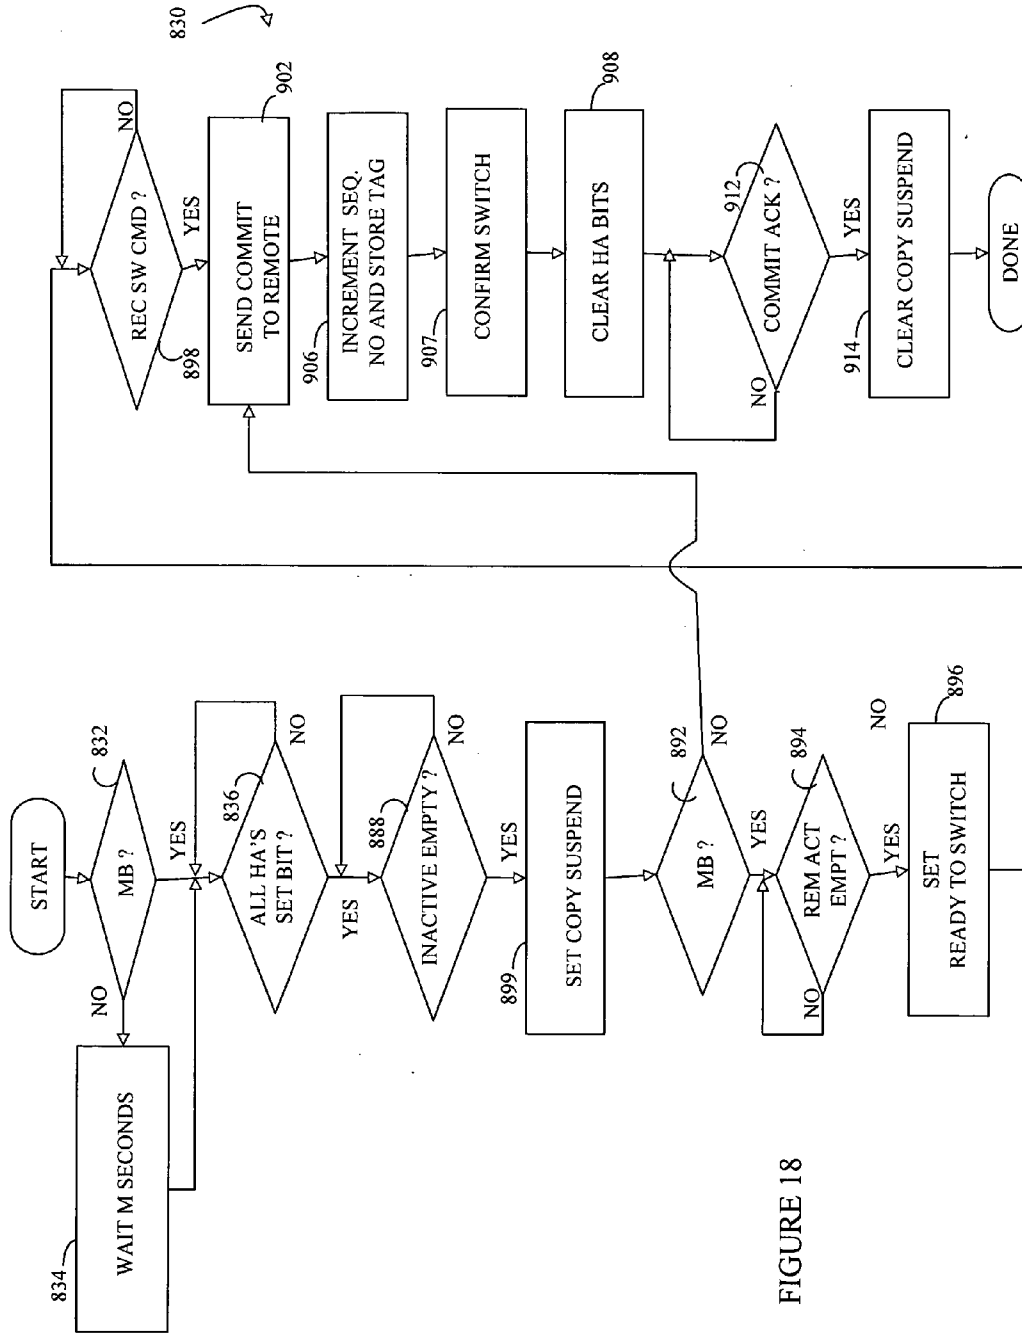 830
START
832
MB ?
NO
YES
834
WAIT M SECONDS
836
ALL HA'S
SET BIT ?
NO
YES
888
INACTIVE EMPTY ?
NO
YES
899
SET COPY SUSPEND
892
MB ?
NO
YES
894
REM ACT
EMPT ?
NO
NO
YES
896
SET
READY TO SWITCH
REC SW CMD ?
NO
898
YES
902
SEND COMMIT
TO REMOTE
906
INCREMENT SEQ.
NO AND STORE TAG
907
CONFIRM SWITCH
908
CLEAR HA BITS
912
COMMIT ACK ?
NO
YES
914
CLEAR COPY SUSPEND
DONE
FIGURE 18